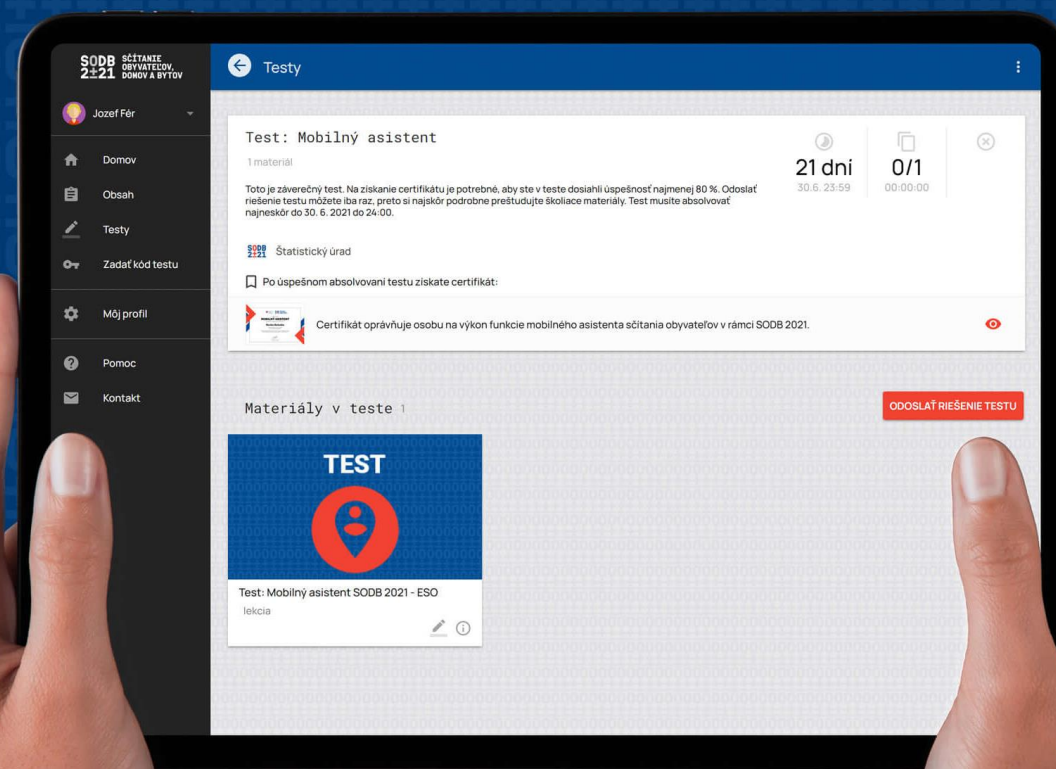 SODB SČÍTANIE
2±21 OBYVATEĽOV,
DOMOV A BYTOV
Testy
Jozef Fér
Domov
Obsah
Testy
Zadať kód testu
Môj profil
Pomoc
Kontakt
Test: Mobilný asistent
1 materiál
Toto je záverečný test. Na získanie certifikátu je potrebné, aby ste v teste dosiahli úspešnosť najmenej 80 %. Odoslať
riešenie testu môžete iba raz, preto si najskôr podrobne preštudujte školiace materiály. Test musíte absolvovať
najneskôr do 30. 6. 2021 do 24:00.
21 dní
30.6. 23:59
0/1
00:00:00
SODB
2±21
Štatistický úrad
Po úspešnom absolvovaní testu získate certifikát:
Certifikát oprávňuje osobu na výkon funkcie mobilného asistenta sčítania obyvateľov v rámci SODB 2021.
Materiály v teste 1
ODOSLAŤ RIEŠENIE TESTU
TEST
Test: Mobilný asistent SODB 2021 - ESO
lekcia